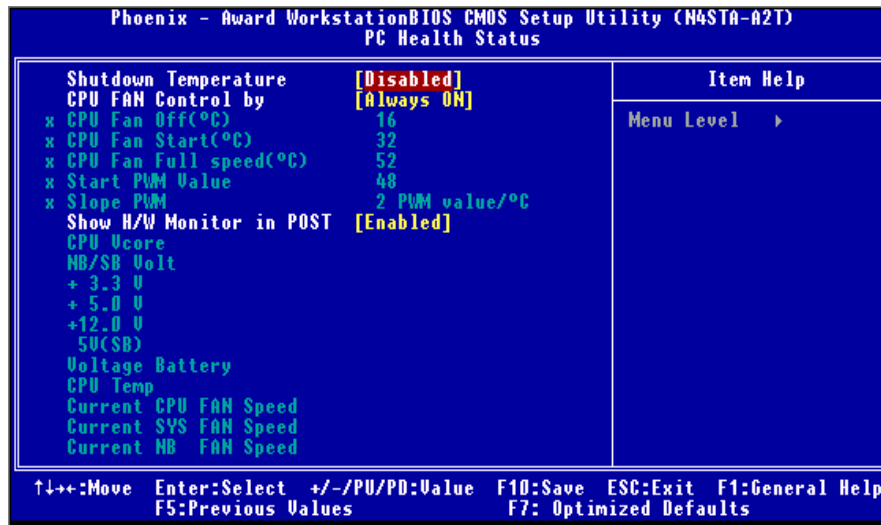 Phoenix - Award WorkstationBIOS CMOS Setup Utility (N4STA-A2T)
PC Health Status
Shutdown Temperature [Disabled]
CPU FAN Control by [Always ON]
x CPU Fan Off(ºC) 16
x CPU Fan Start(ºC) 32
x CPU Fan Full speed(ºC) 52
x Start PWM Value 48
x Slope PWM 2 PWM value/ºC
Show H/W Monitor in POST [Enabled]
CPU Vcore
NB/SB Volt
+ 3.3 V
+ 5.0 V
+12.0 V
5V(SB)
Voltage Battery
CPU Temp
Current CPU FAN Speed
Current SYS FAN Speed
Current NB FAN Speed
Item Help
Menu Level ▸
↑↓→←:Move Enter:Select +/-/PU/PD:Value F10:Save ESC:Exit F1:General Help
F5:Previous Values F7: Optimized Defaults